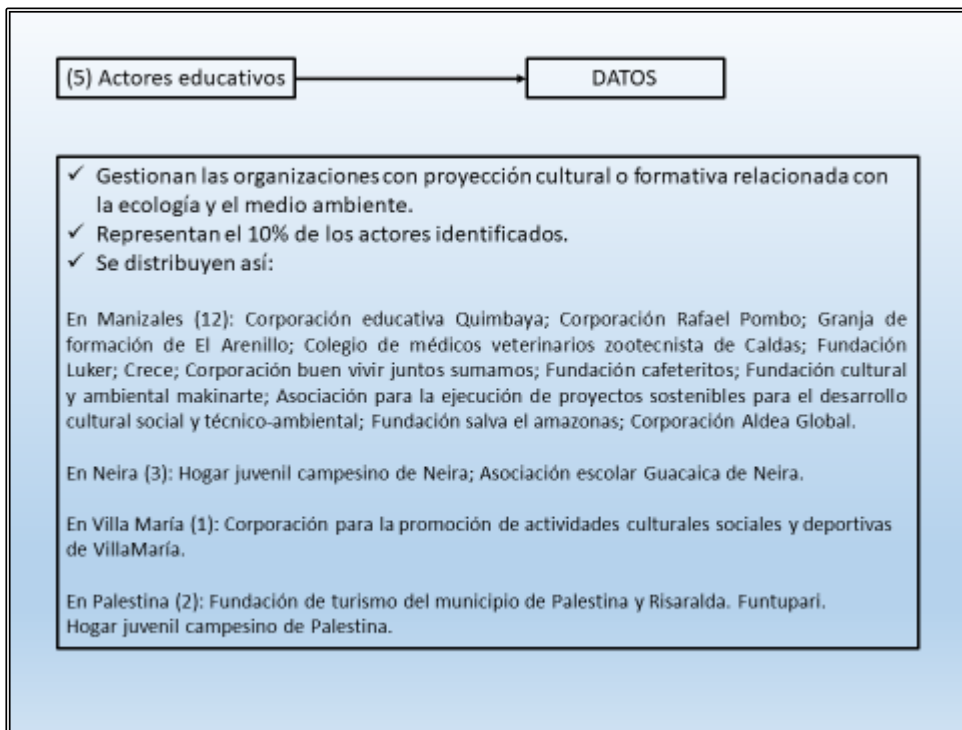 (5) Actores educativos
DATOS
✓ Gestionan las organizaciones con proyección cultural o formativa relacionada con
la ecología y el medio ambiente.
✓ Representan el 10% de los actores identificados.
✓ Se distribuyen así:
En Manizales (12): Corporación educativa Quimbaya; Corporación Rafael Pombo; Granja de
formación de El Arenillo; Colegio de médicos veterinarios zootecnista de Caldas; Fundación
Luker; Crece; Corporación buen vivir juntos sumamos; Fundación cafeteritos; Fundación cultural
y ambiental makinarte; Asociación para la ejecución de proyectos sostenibles para el desarrollo
cultural social y técnico-ambiental; Fundación salva el amazonas; Corporación Aldea Global.
En Neira (3): Hogar juvenil campesino de Neira; Asociación escolar Guacaica de Neira.
En Villa María (1): Corporación para la promoción de actividades culturales sociales y deportivas
de VillaMaría.
En Palestina (2): Fundación de turismo del municipio de Palestina y Risaralda. Funtupari.
Hogar juvenil campesino de Palestina.